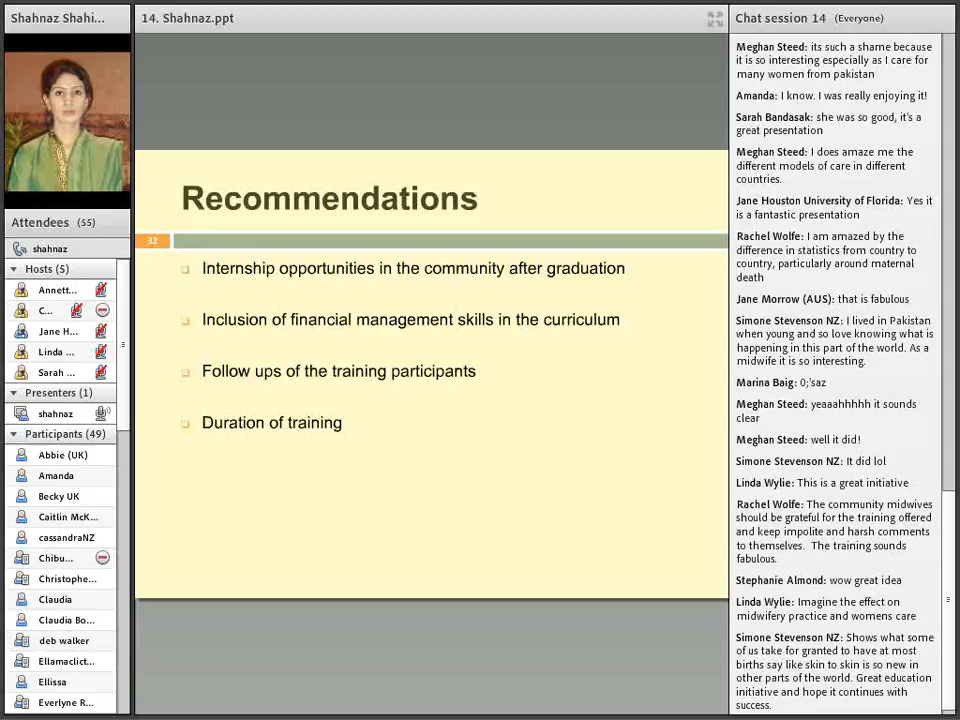 Shahnaz Shahi...
14. Shahnaz.ppt
Chat session 14 (Everyone)
Attendees (55)
shahnaz
Hosts (5)
Annett...
C...
Jane H...
Linda ...
Sarah ...
Presenters (1)
shahnaz
Participants (49)
Abbie (UK)
Amanda
Becky UK
Caitlin McK...
cassandraNZ
Chibu...
Christophe...
Claudia
Claudia Bo...
deb walker
Ellamaclict...
Ellissa
Everlyne R...
Recommendations
32
Internship opportunities in the community after graduation
Inclusion of financial management skills in the curriculum
Follow ups of the training participants
Duration of training
Meghan Steed: its such a shame because
it is so interesting especially as I care for
many women from pakistan
Amanda: I know. I was really enjoying it!
Sarah Bandasak: she was so good, it's a
great presentation
Meghan Steed: I does amaze me the
different models of care in different
countries.
Jane Houston University of Florida: Yes it
is a fantastic presentation
Rachel Wolfe: I am amazed by the
difference in statistics from country to
country, particularly around maternal
death
Jane Morrow (AUS): that is fabulous
Simone Stevenson NZ: I lived in Pakistan
when young and so love knowing what is
happening in this part of the world. As a
midwife it is so interesting.
Marina Baig: 0;'saz
Meghan Steed: yeaaahhhhh it sounds
clear
Meghan Steed: well it did!
Simone Stevenson NZ: It did lol
Linda Wylie: This is a great initiative
Rachel Wolfe: The community midwives
should be grateful for the training offered
and keep impolite and harsh comments
to themselves. The training sounds
fabulous.
Stephanie Almond: wow great idea
Linda Wylie: Imagine the effect on
midwifery practice and womens care
Simone Stevenson NZ: Shows what some
of us take for granted to have at most
births say like skin to skin is so new in
other parts of the world. Great education
initiative and hope it continues with
success.